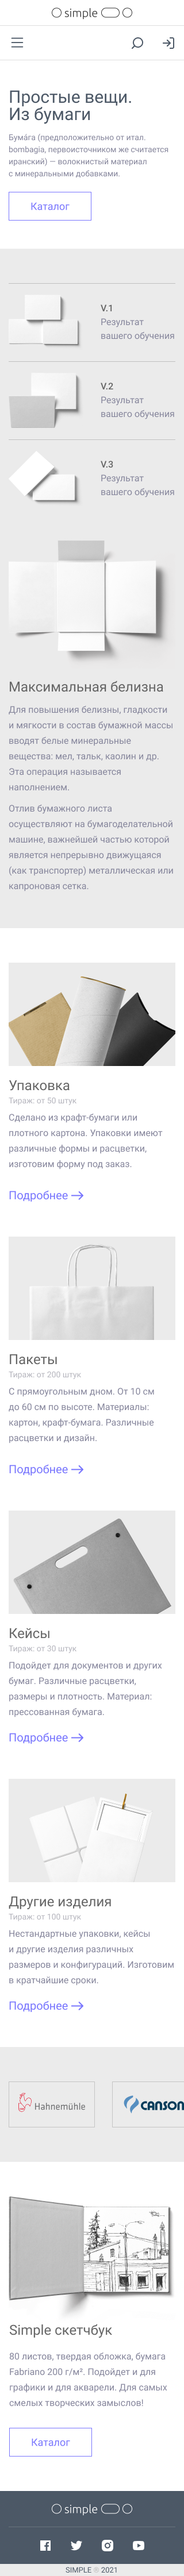 simple
Простые вещи.
Из бумаги
Бума́га (предположительно от итал.
bombagia, первоисточником же считается
иранский) — волокнистый материал
с минеральными добавками.
Каталог
V.1
Результат
вашего обучения
V.2
Результат
вашего обучения
V.3
Результат
вашего обучения
Максимальная белизна
Для повышения белизны, гладкости
и мягкости в состав бумажной массы
вводят белые минеральные
вещества: мел, тальк, каолин и др.
Эта операция называется
наполнением.
Отлив бумажного листа
осуществляют на бумагоделательной
машине, важнейшей частью которой
является непрерывно движущаяся
(как транспортер) металлическая или
капроновая сетка.
Упаковка
Тираж: от 50 штук
Сделано из крафт-бумаги или
плотного картона. Упаковки имеют
различные формы и расцветки,
изготовим форму под заказ.
Подробнее
Пакеты
Тираж: от 200 штук
С прямоугольным дном. От 10 см
до 60 см по высоте. Материалы:
картон, крафт-бумага. Различные
расцветки и дизайн.
Подробнее
Кейсы
Тираж: от 30 штук
Подойдет для документов и других
бумаг. Различные расцветки,
размеры и плотность. Материал:
прессованная бумага.
Подробнее
Другие изделия
Тираж: от 100 штук
Нестандартные упаковки, кейсы
и другие изделия различных
размеров и конфигураций. Изготовим
в кратчайшие сроки.
Подробнее
Hahnemühle
CANSON
Simple скетчбук
80 листов, твердая обложка, бумага
Fabriano 200 г/м². Подойдет и для
графики и для акварели. Для самых
смелых творческих замыслов!
Каталог
simple
SIMPLE © 2021